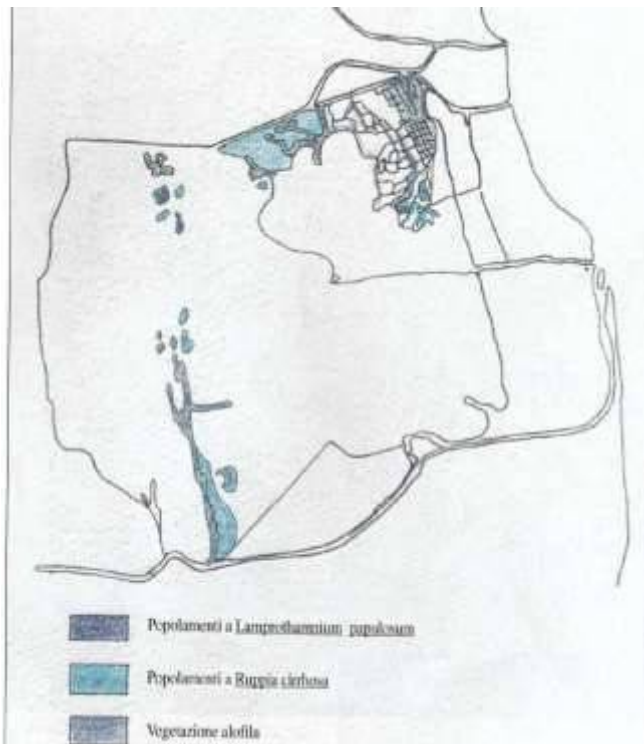 Popolamenti a Lamprothamnium papulosum
Popolamenti a Ruppia cirrhosa
Vegetazione alofila